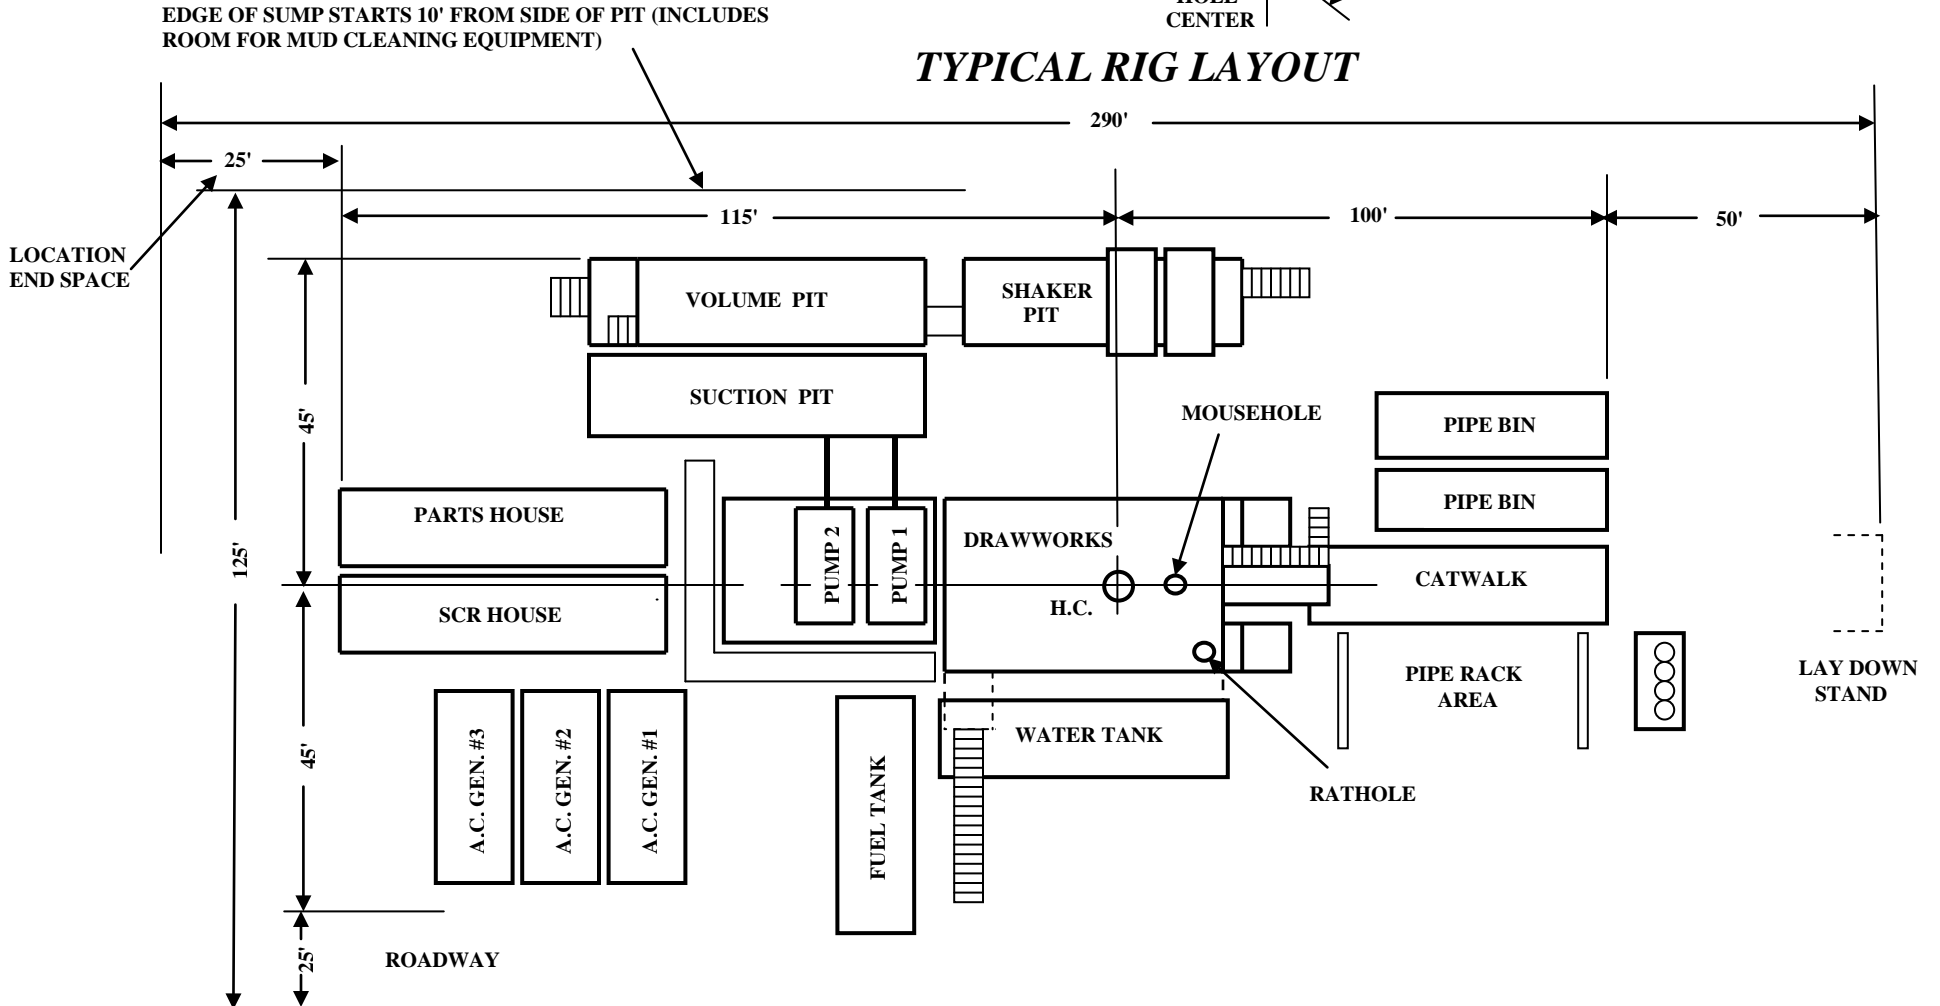 EDGE OF SUMP STARTS 10' FROM SIDE OF PIT (INCLUDES
ROOM FOR MUD CLEANING EQUIPMENT)
HOLE
CENTER
TYPICAL RIG LAYOUT
290'
25'
115'
100'
50'
LOCATION
END SPACE
VOLUME PIT
SHAKER
PIT
SUCTION PIT
MOUSEHOLE
45'
PIPE BIN
PIPE BIN
PARTS HOUSE
125'
PUMP 2
PUMP 1
DRAWWORKS
CATWALK
H.C.
SCR HOUSE
PIPE RACK
AREA
LAY DOWN
STAND
45'
A.C. GEN. #3
A.C. GEN. #2
A.C. GEN. #1
FUEL TANK
WATER TANK
RATHOLE
25'
ROADWAY